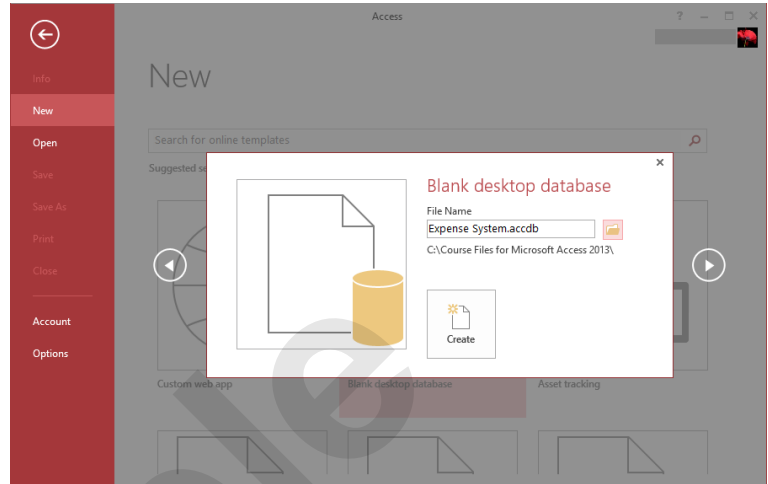 Access
?
Info
New
New
Open
Save
Save As
Print
Close
Account
Options
Search for online templates
Suggested se
Blank desktop database
File Name
Expense System.accdb
C:\Course Files for Microsoft Access 2013\
Create
Custom web app
Blank desktop database
Asset tracking